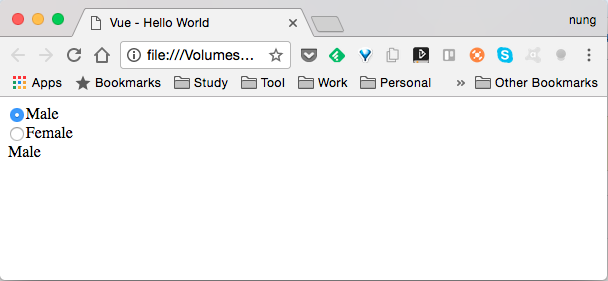 Vue - Hello World
nung
file:///Volumes...
Apps Bookmarks Study Tool Work Personal » Other Bookmarks
Male
Female
Male